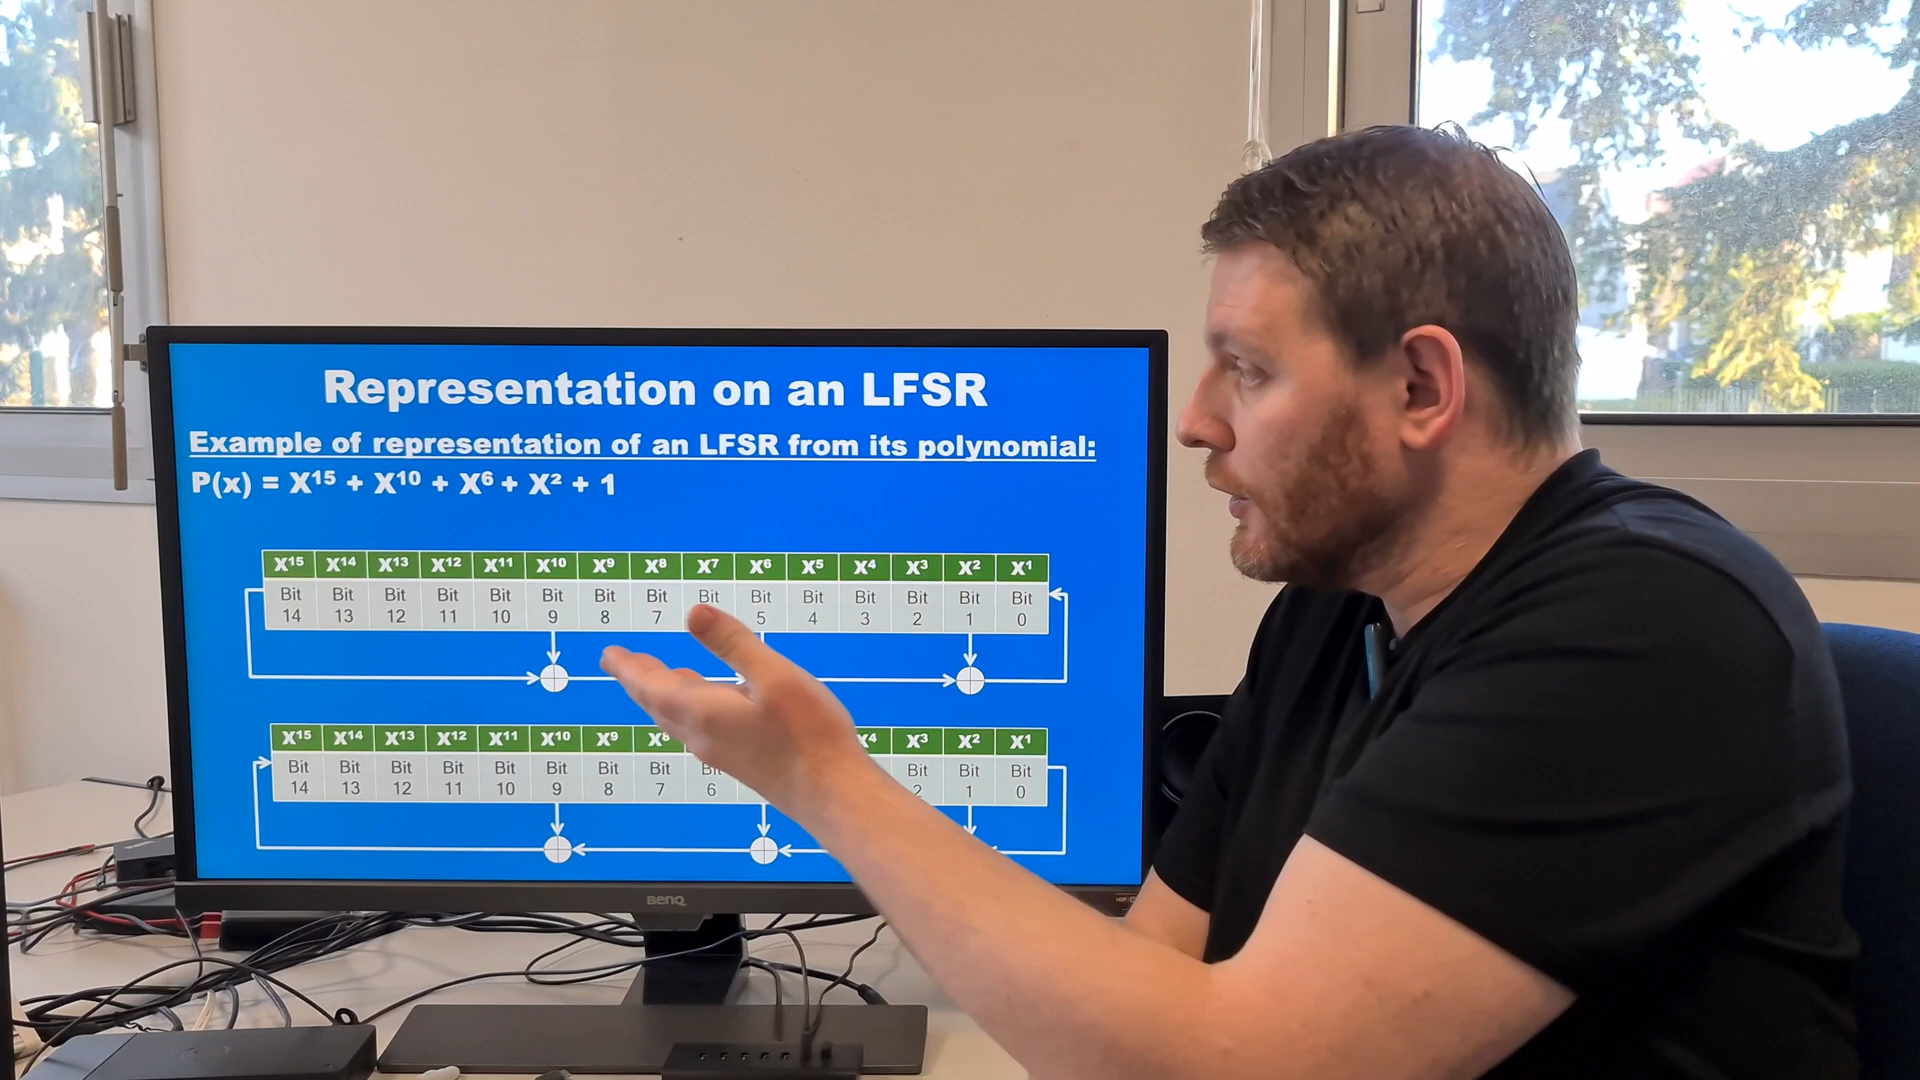 Representation on an LFSR
Example of representation of an LFSR from its polynomial:
P(x) = X¹⁵ + X¹⁰ + X⁶ + X² + 1
X¹⁵ X¹⁴ X¹³ X¹² X¹¹ X¹⁰ X⁹ X⁸ X⁷ X⁶ X⁵ X⁴ X³ X² X¹
Bit Bit Bit Bit Bit Bit Bit Bit Bit Bit Bit Bit Bit Bit Bit
14 13 12 11 10 9 8 7 5 4 3 2 1 0
X¹⁵ X¹⁴ X¹³ X¹² X¹¹ X¹⁰ X⁹ X⁸ X⁴ X³ X² X¹
Bit Bit Bit Bit Bit Bit Bit Bit Bit Bit Bit Bit
14 13 12 11 10 9 8 7 6 2 1 0
BenQ